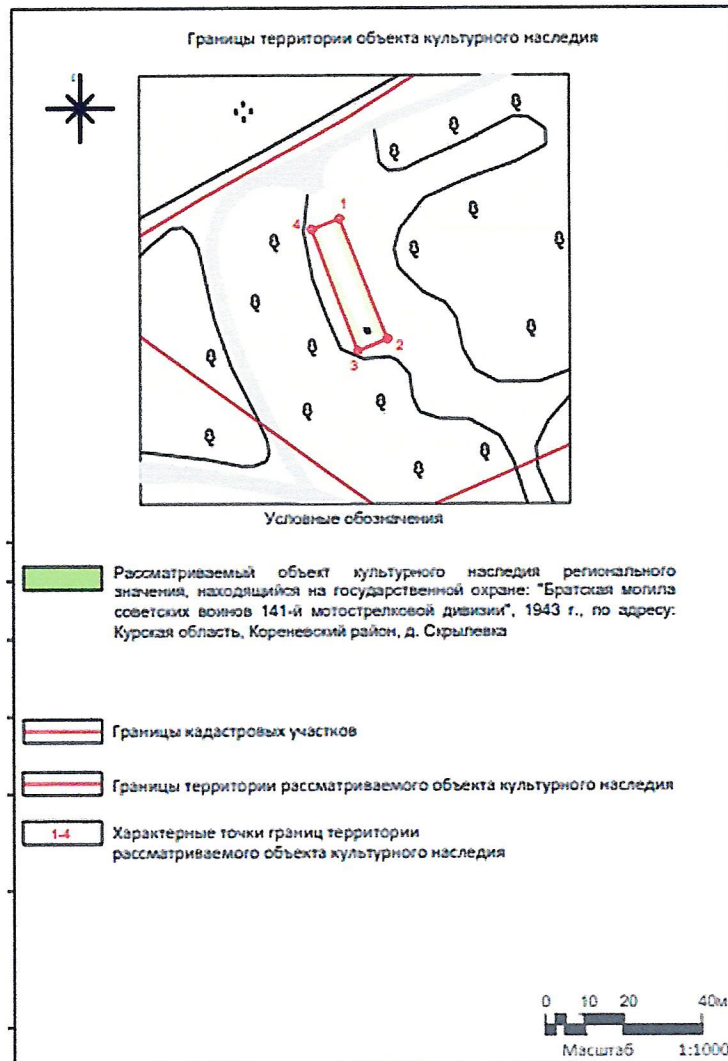 Границы территории объекта культурного наследия
С
1
4
2
3
Условные обозначения
Рассматриваемый объект культурного наследия регионального
значения, находящийся на государственной охране: "Братская могила
советских воинов 141-й мотострелковой дивизии", 1943 г., по адресу:
Курская область, Кореневский район, д. Скрылевка
Границы кадастровых участков
Границы территории рассматриваемого объекта культурного наследия
1-4 Характерные точки границ территории
рассматриваемого объекта культурного наследия
0 10 20 40м
Масштаб 1:1000